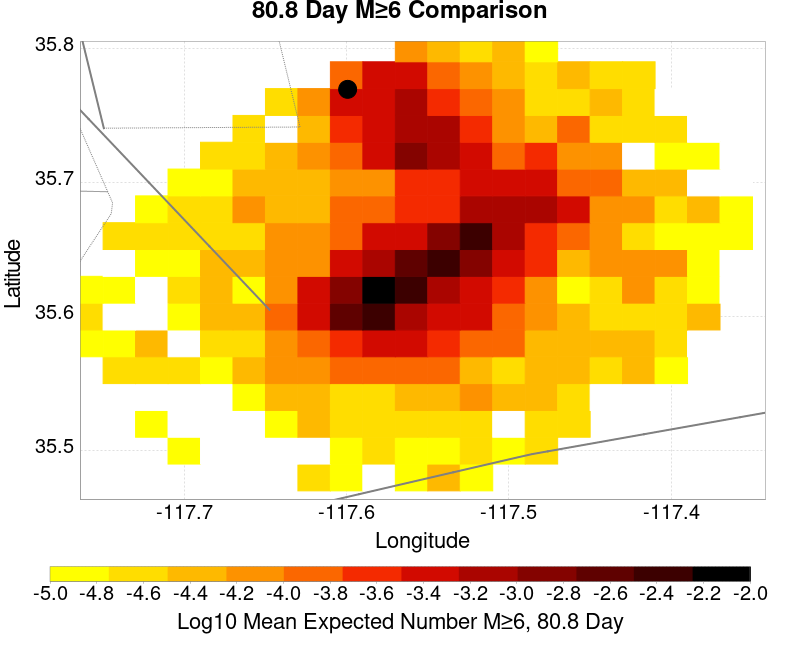 80.8 Day M≥6 Comparison
35.8
35.7
35.6
35.5
Latitude
-117.7 -117.6 -117.5 -117.4
Longitude
-5.0 -4.8 -4.6 -4.4 -4.2 -4.0 -3.8 -3.6 -3.4 -3.2 -3.0 -2.8 -2.6 -2.4 -2.2 -2.0
Log10 Mean Expected Number M≥6, 80.8 Day